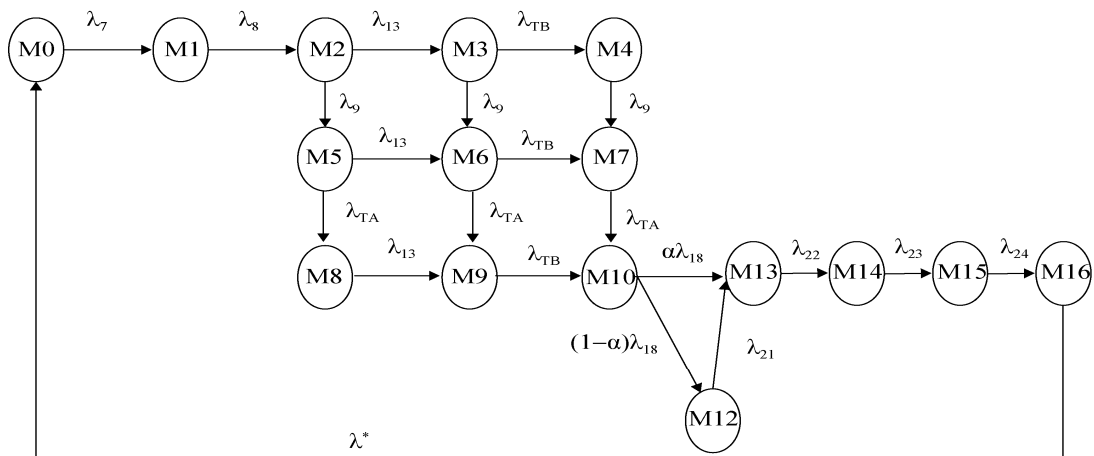 λ7 λ8 λ13 λTB
M0 M1 M2 M3 M4
λ9 λ9 λ9
λ13 λTB
M5 M6 M7
λTA λTA λTA
λ13 λTB αλ18 λ22 λ23 λ24
M8 M9 M10 M13 M14 M15 M16
(1−α)λ18 λ21
M12
λ*